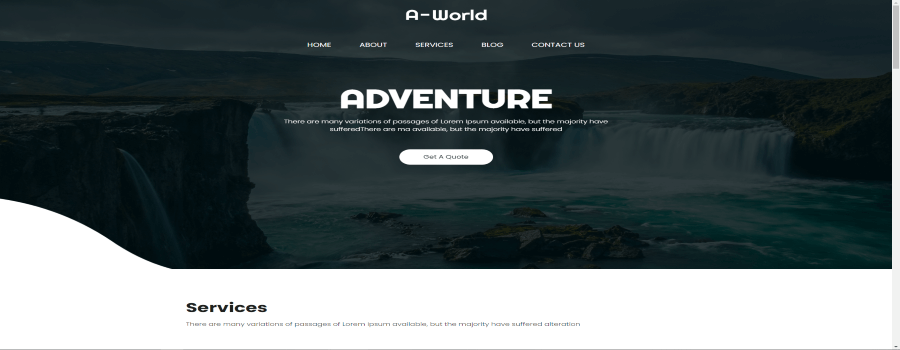 A-World
HOME ABOUT SERVICES BLOG CONTACT US
ADVENTURE
There are many variations of passages of Lorem Ipsum available, but the majority have
sufferedThere are ma available, but the majority have suffered
Get A Quote
Services
There are many variations of passages of Lorem Ipsum available, but the majority have suffered alteration